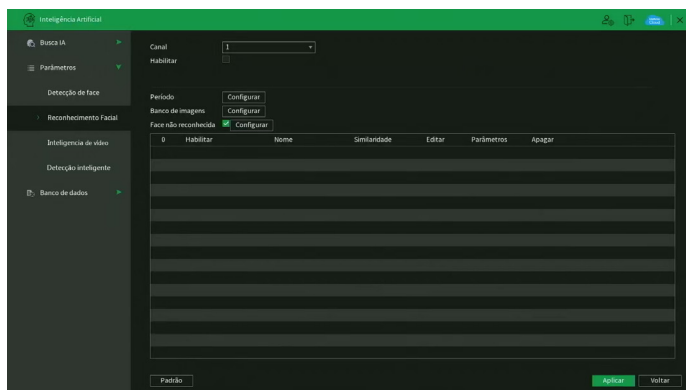 Inteligência Artificial
Busca IA
Parâmetros
Detecção de face
Reconhecimento Facial
Inteligencia de vídeo
Detecção inteligente
Banco de dados
Canal 1
Habilitar
Período Configurar
Banco de imagens Configurar
Face não reconhecida Configurar
0 Habilitar Nome Similaridade Editar Parâmetros Apagar
Padrão Aplicar Voltar